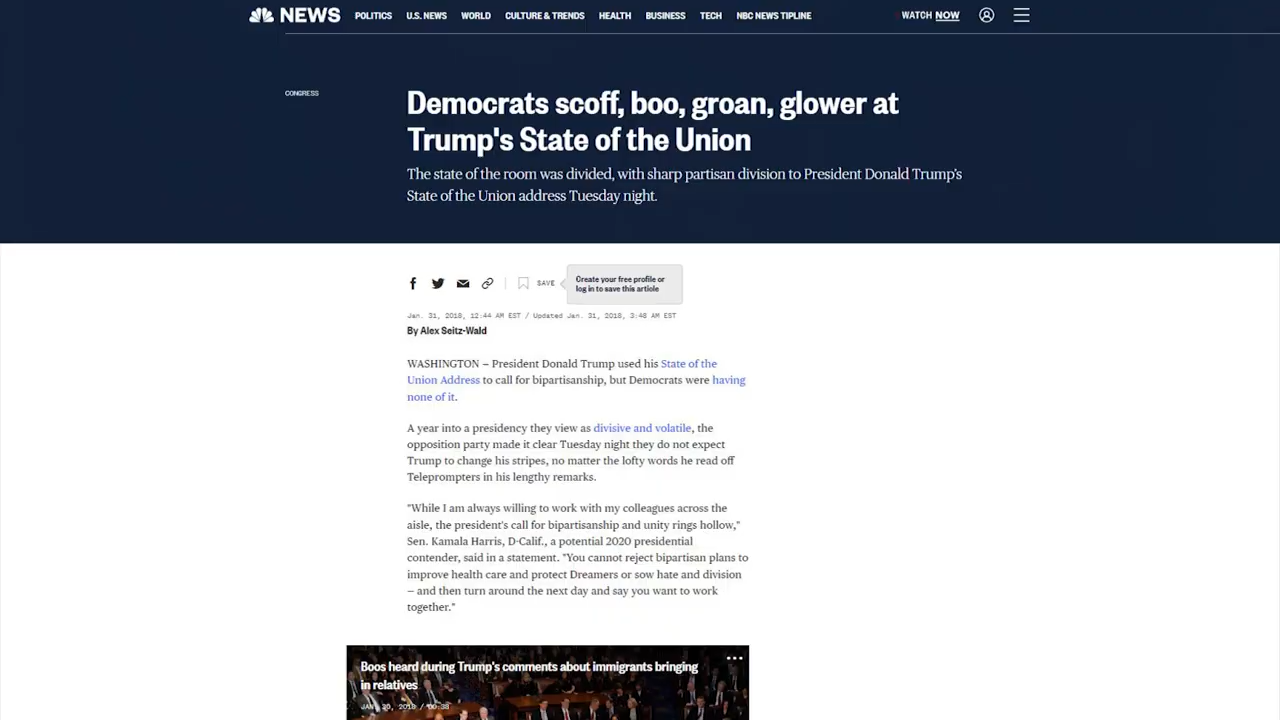 NEWS POLITICS U.S. NEWS WORLD CULTURE & TRENDS HEALTH BUSINESS TECH NBC NEWS TIPLINE WATCH NOW
CONGRESS
Democrats scoff, boo, groan, glower at
Trump's State of the Union
The state of the room was divided, with sharp partisan division to President Donald Trump's
State of the Union address Tuesday night.
SAVE
Create your free profile or
log in to save this article
Jan. 31, 2018, 12:44 AM EST / Updated Jan. 31, 2018, 3:48 AM EST
By Alex Seitz-Wald
WASHINGTON — President Donald Trump used his State of the
Union Address to call for bipartisanship, but Democrats were having
none of it.
A year into a presidency they view as divisive and volatile, the
opposition party made it clear Tuesday night they do not expect
Trump to change his stripes, no matter the lofty words he read off
Teleprompters in his lengthy remarks.
"While I am always willing to work with my colleagues across the
aisle, the president's call for bipartisanship and unity rings hollow,"
Sen. Kamala Harris, D-Calif., a potential 2020 presidential
contender, said in a statement. "You cannot reject bipartisan plans to
improve health care and protect Dreamers or sow hate and division
— and then turn around the next day and say you want to work
together."
Boos heard during Trump's comments about immigrants bringing
in relatives
JAN. 30, 2018 / 00:38